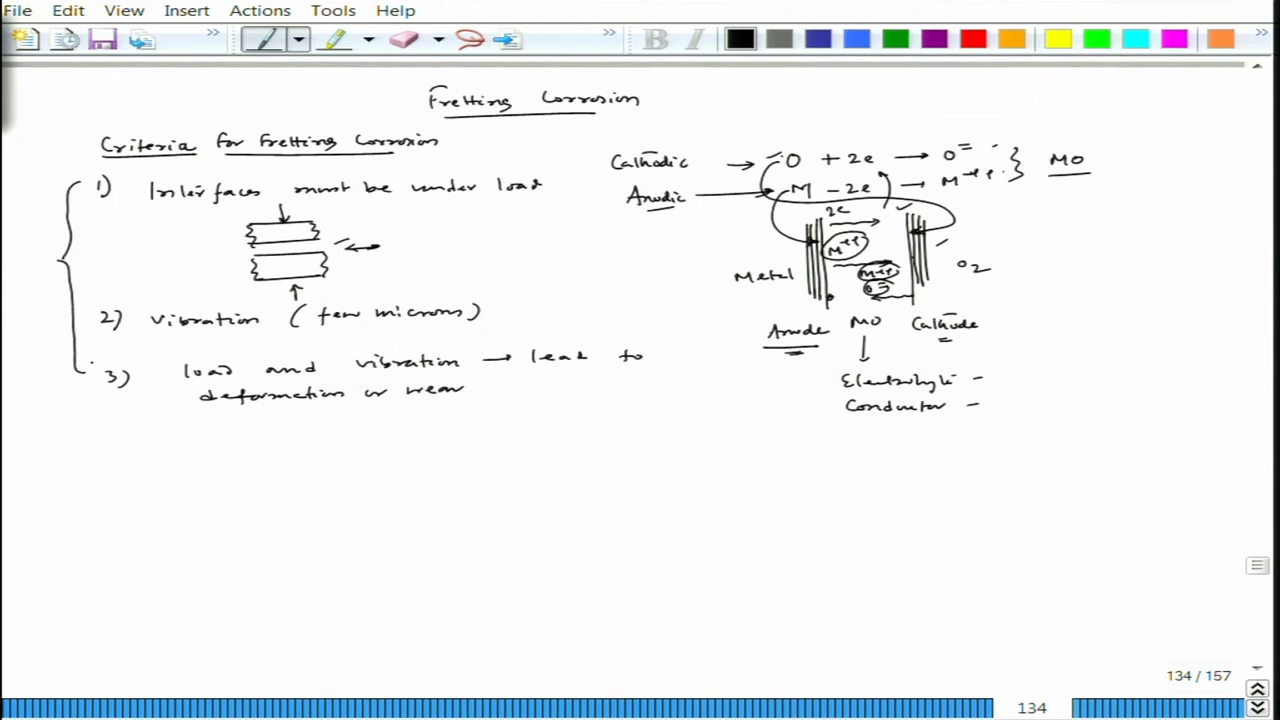 File Edit View Insert Actions Tools Help
Fretting Corrosion
Criteria for Fretting Corrosion
1) Interfaces must be under load
2) Vibration (few microns)
3) load and vibration → lead to
deformation or wear
Cathodic → O + 2e → O=
Anodic → M - 2e → M++ } MO
2e
M++
Metal M++ O2
O=
Anode MO Cathode
Electrolyte -
Conductor -
134 / 157
134